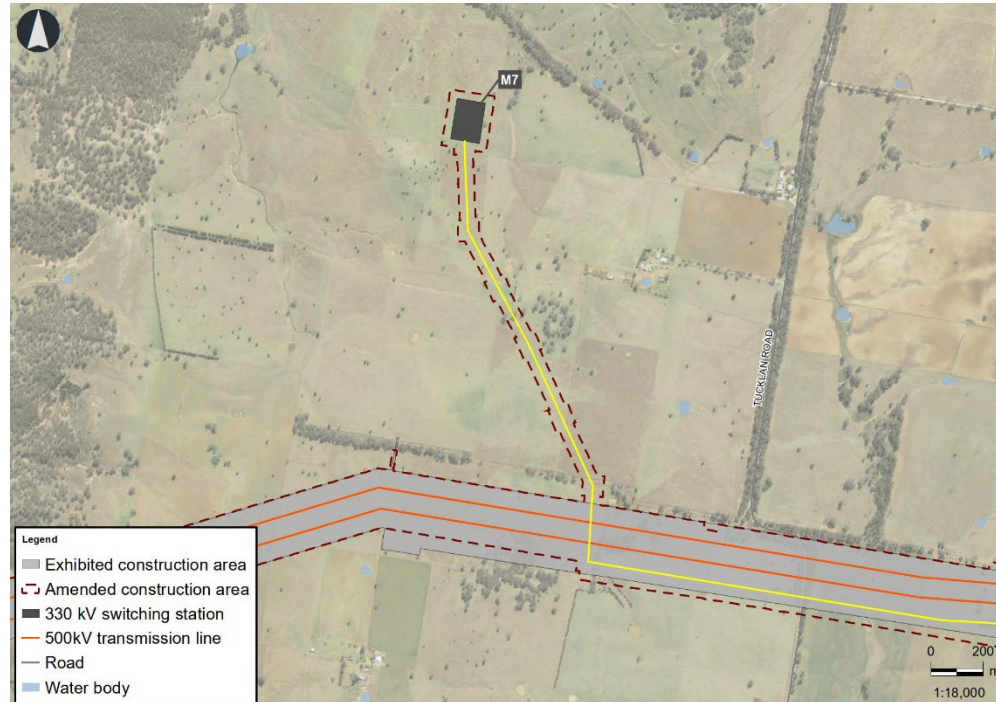 M7
TUCKLAN ROAD
Legend
Exhibited construction area
Amended construction area
330 kV switching station
500kV transmission line
Road
Water body
0 200
m
1:18,000